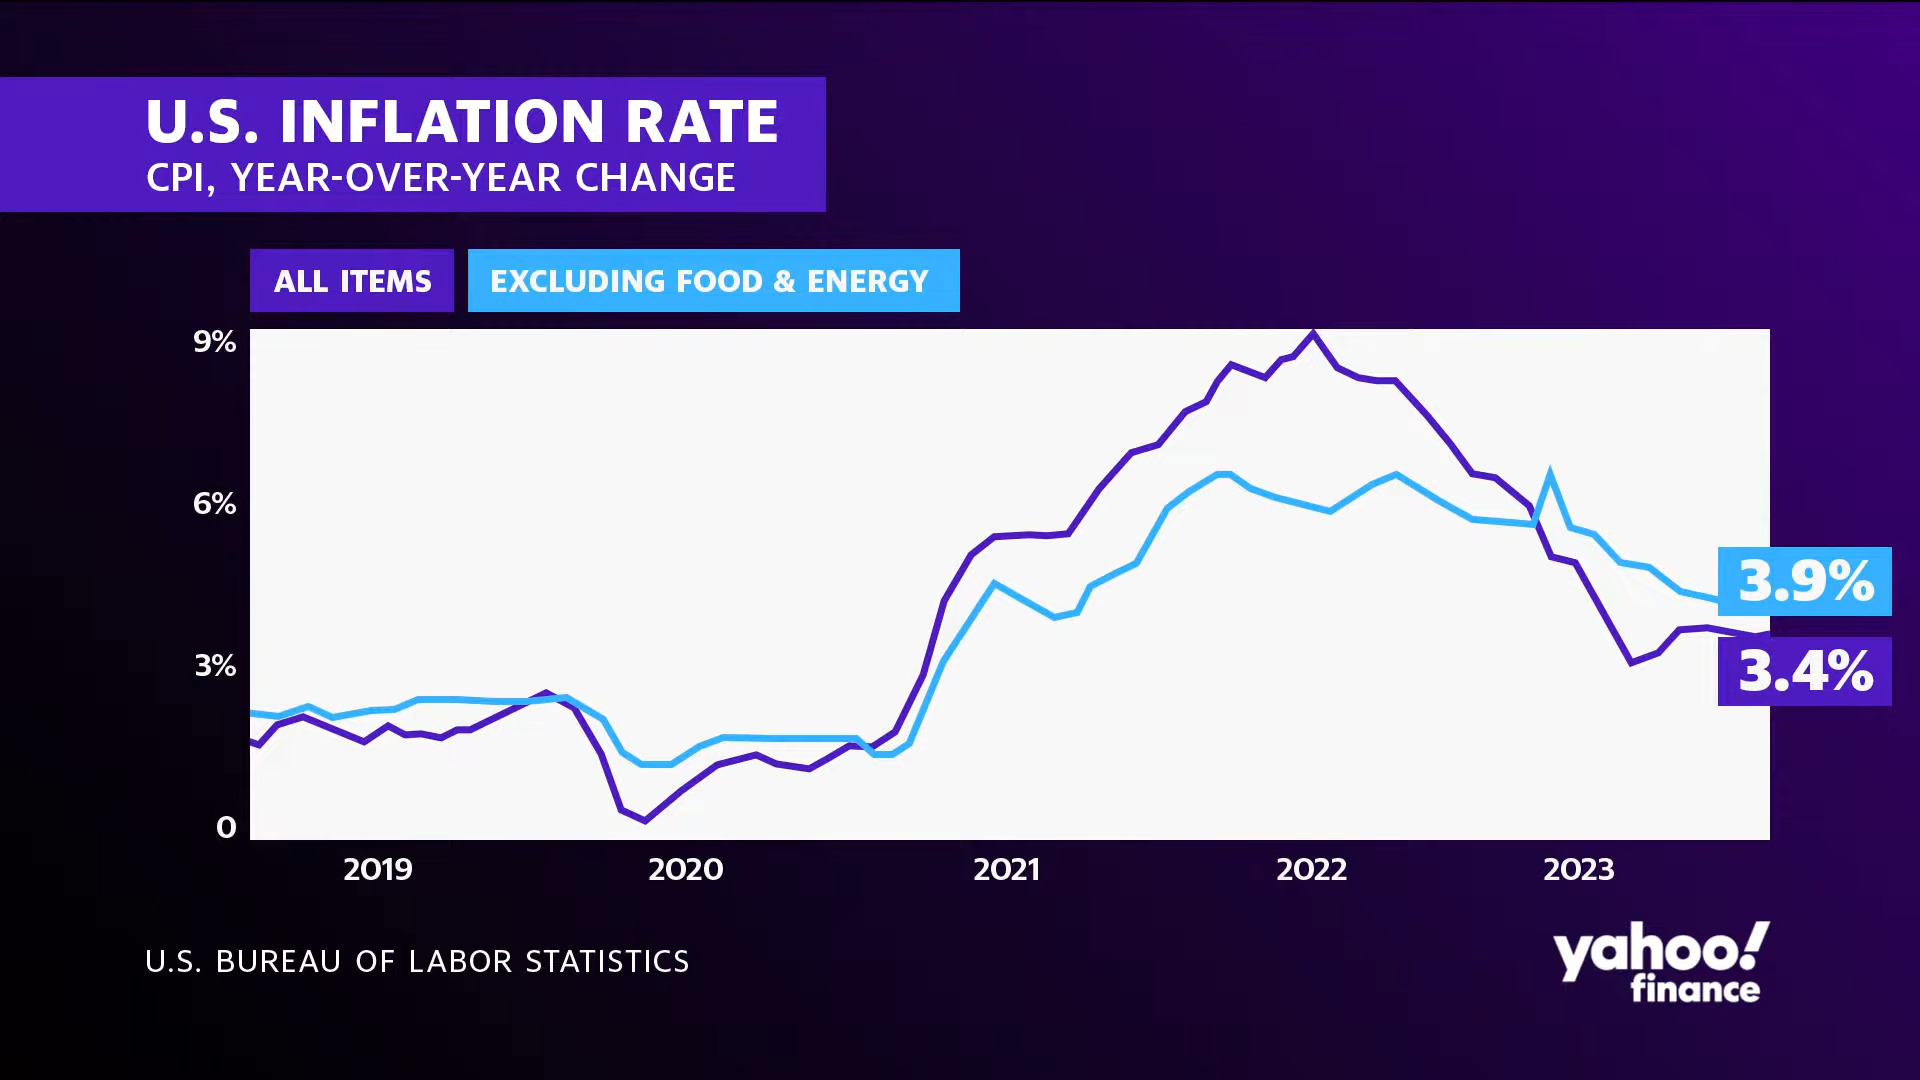 U.S. INFLATION RATE
CPI, YEAR-OVER-YEAR CHANGE
ALL ITEMS
EXCLUDING FOOD & ENERGY
9%
6%
3%
0
3.9%
3.4%
2019 2020 2021 2022 2023
U.S. BUREAU OF LABOR STATISTICS
yahoo!
finance